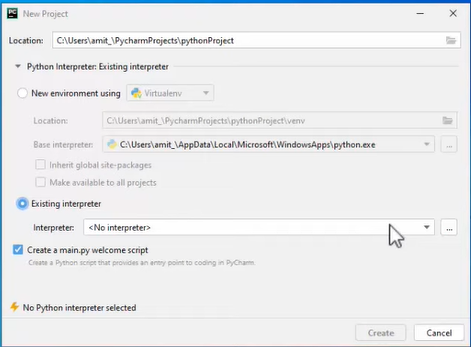 New Project
Location: C:\Users\amit_\PycharmProjects\pythonProject
Python Interpreter: Existing interpreter
New environment using Virtualenv
Location: C:\Users\amit_\PycharmProjects\pythonProject\venv
Base interpreter: C:\Users\amit_\AppData\Local\Microsoft\WindowsApps\python.exe ...
Inherit global site-packages
Make available to all projects
Existing interpreter
Interpreter: <No interpreter> ...
Create a main.py welcome script
Create a Python script that provides an entry point to coding in PyCharm.
No Python interpreter selected
Create Cancel